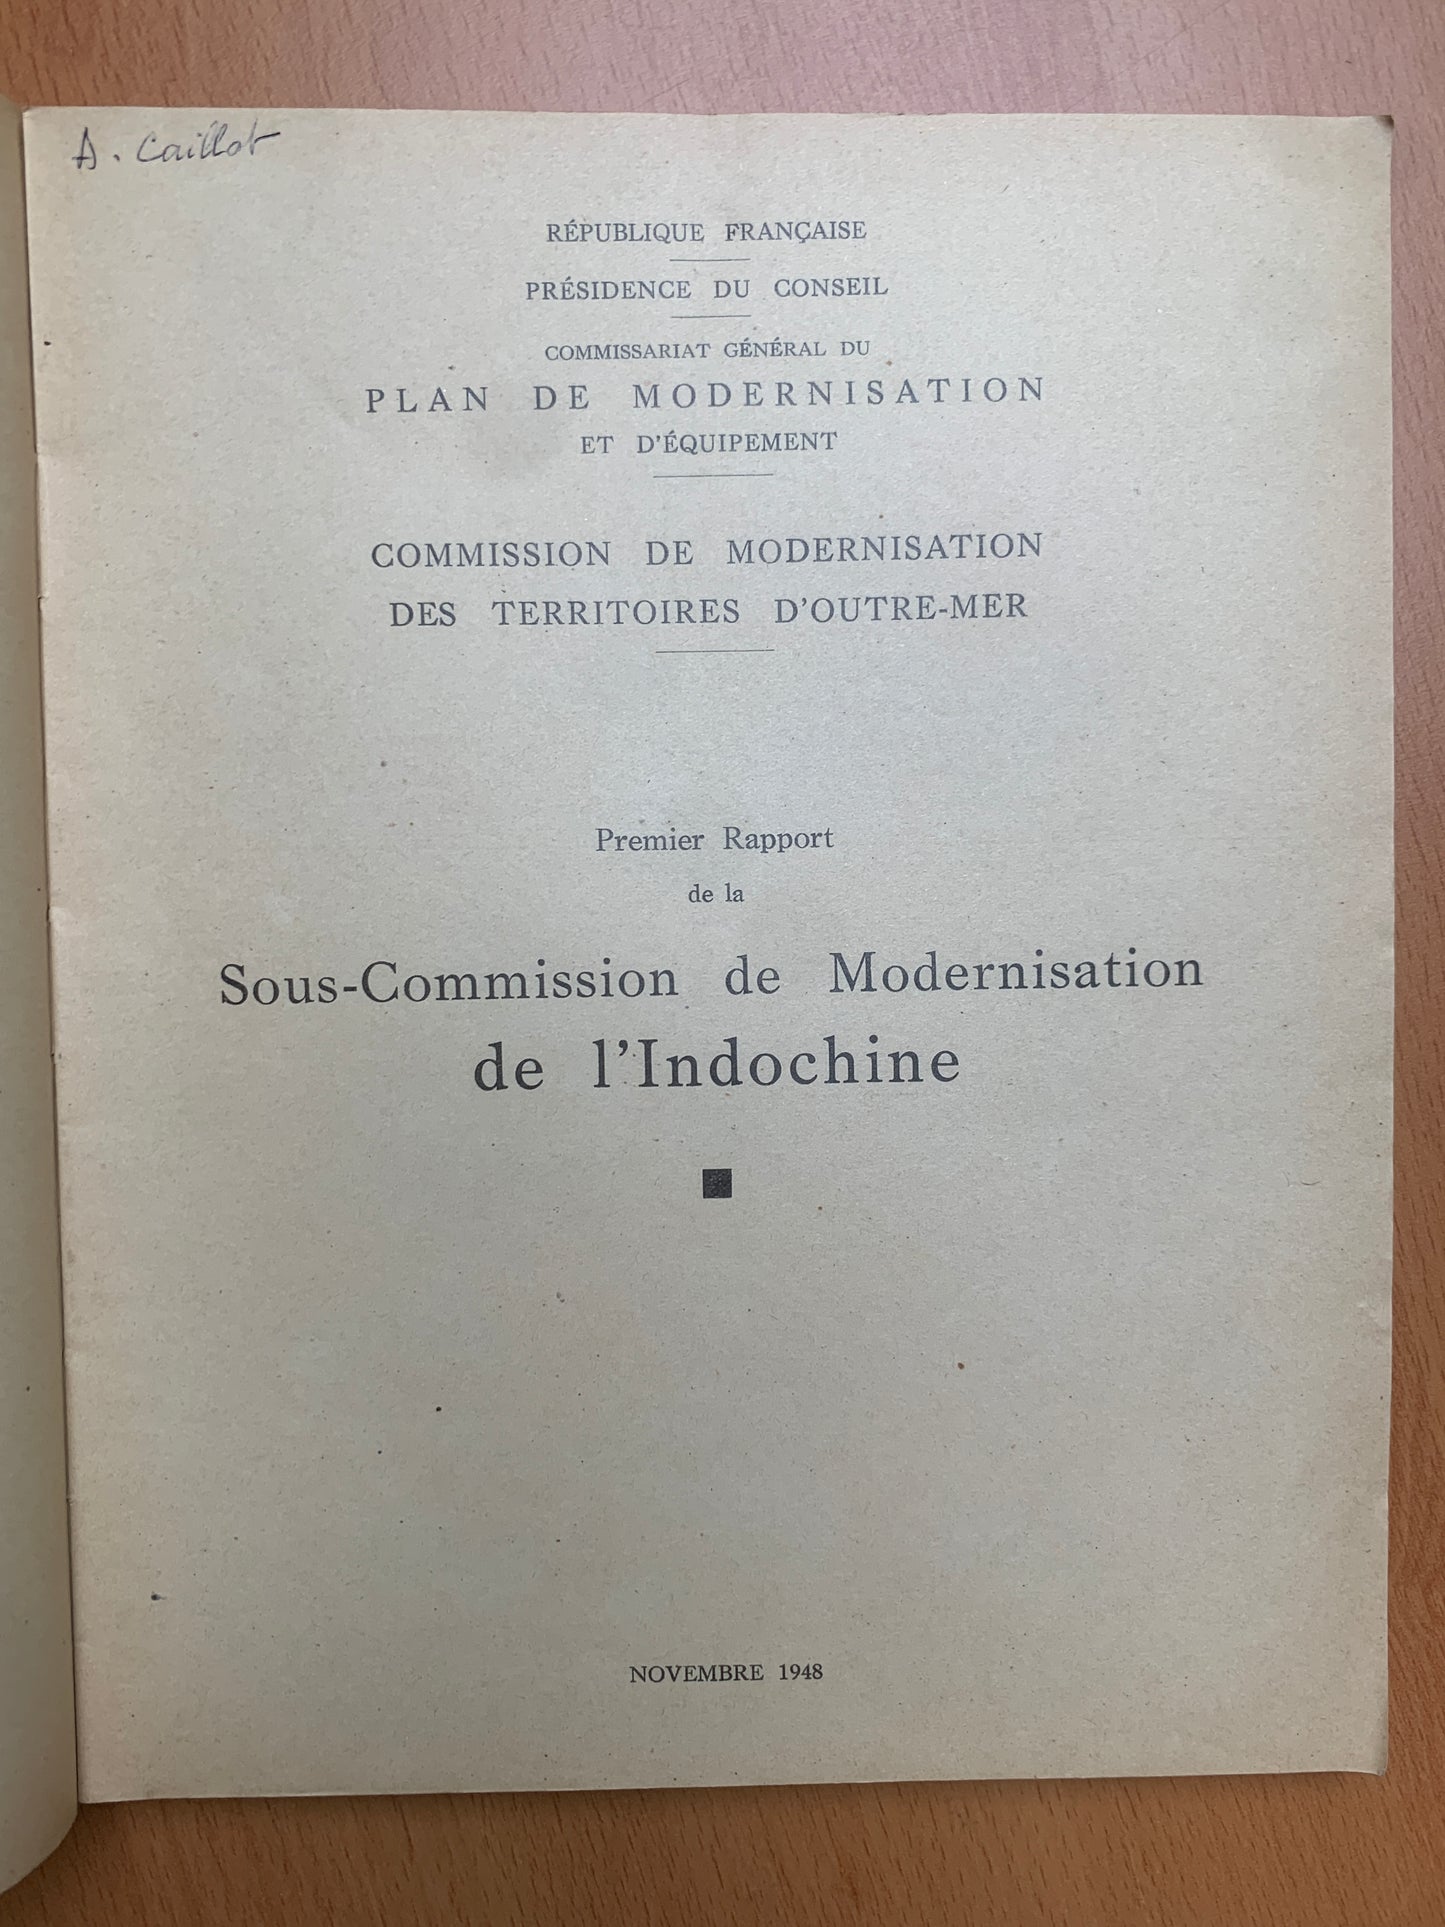 A. Caillot
RÉPUBLIQUE FRANÇAISE
PRÉSIDENCE DU CONSEIL
COMMISSARIAT GÉNÉRAL DU
PLAN DE MODERNISATION
ET D'ÉQUIPEMENT
COMMISSION DE MODERNISATION
DES TERRITOIRES D'OUTRE-MER
Premier Rapport
de la
Sous-Commission de Modernisation
de l'Indochine
NOVEMBRE 1948